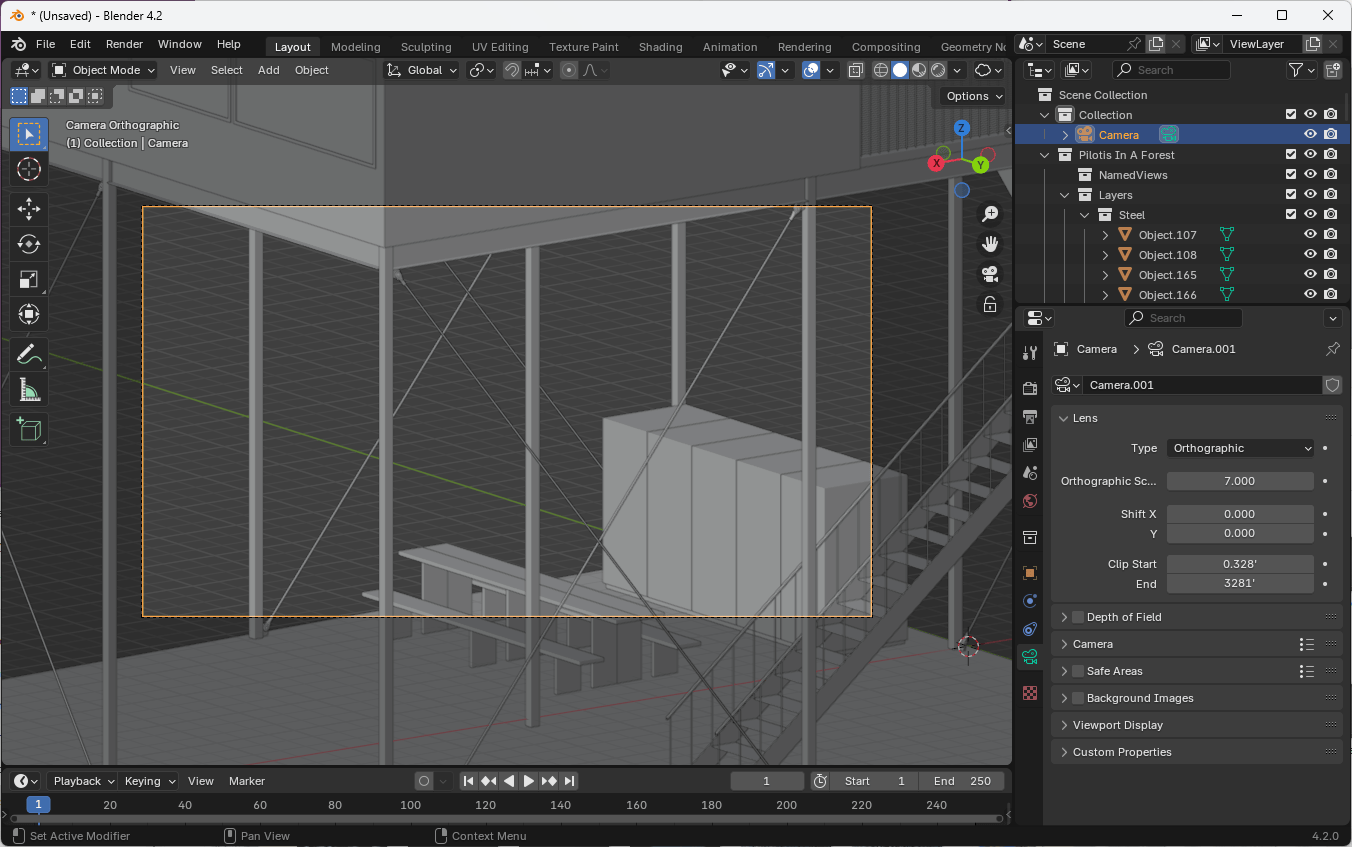 * (Unsaved) - Blender 4.2
File Edit Render Window Help
Layout Modeling Sculpting UV Editing Texture Paint Shading Animation Rendering Compositing Geometry No
Scene ViewLayer
Object Mode View Select Add Object Global
Search
Options
Camera Orthographic
(1) Collection | Camera
Z
X
Y
Scene Collection
Collection
Camera
Pilotis In A Forest
NamedViews
Layers
Steel
Object.107
Object.108
Object.165
Object.166
Search
Camera > Camera.001
Camera.001
Lens
Type Orthographic
Orthographic Sc... 7.000
Shift X 0.000
Y 0.000
Clip Start 0.328'
End 3281'
Depth of Field
Camera
Safe Areas
Background Images
Viewport Display
Custom Properties
Playback Keying View Marker 1 Start 1 End 250
1 20 40 60 80 100 120 140 160 180 200 220 240
Set Active Modifier Pan View Context Menu 4.2.0